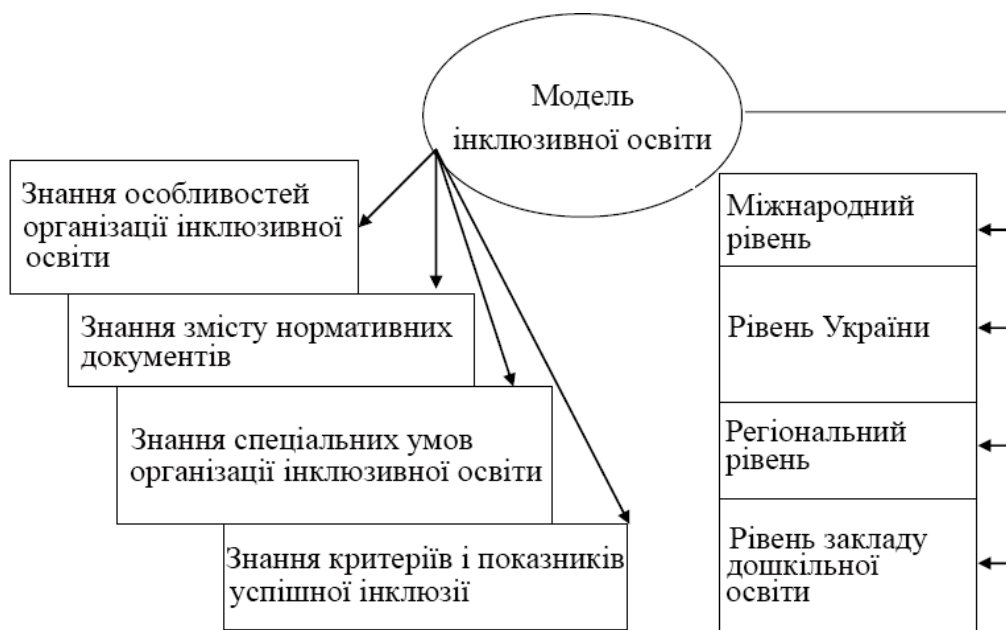 Модель
інклюзивної освіти
Знання особливостей
організації інклюзивної
освіти
Знання змісту нормативних
документів
Знання спеціальних умов
організації інклюзивної освіти
Знання критеріїв і показників
успішної інклюзії
Міжнародний
рівень
Рівень України
Регіональний
рівень
Рівень закладу
дошкільної
освіти